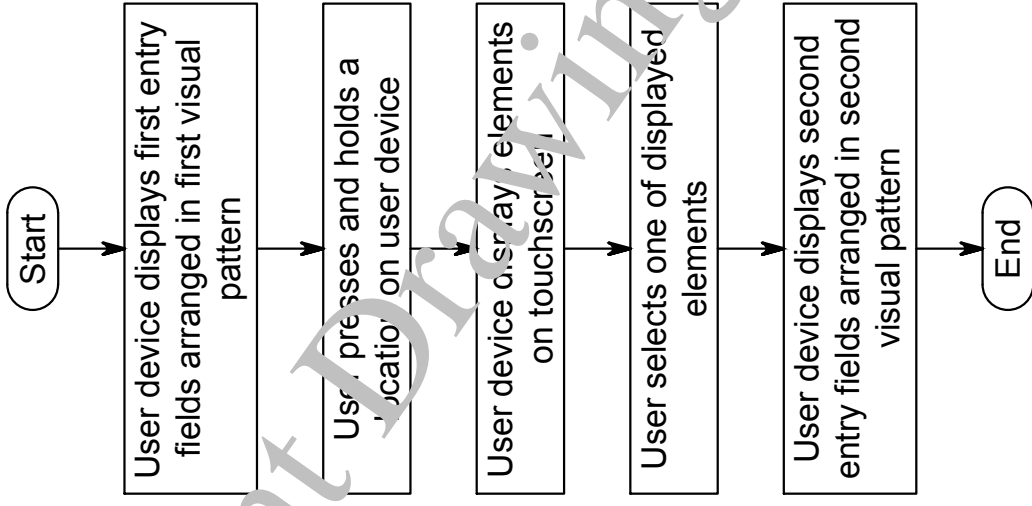 Start
User device displays first entry
fields arranged in first visual
pattern
User presses and holds a
location on user device
User device displays elements
on touchscreen
User selects one of displayed
elements
User device displays second
entry fields arranged in second
visual pattern
End
Drawing